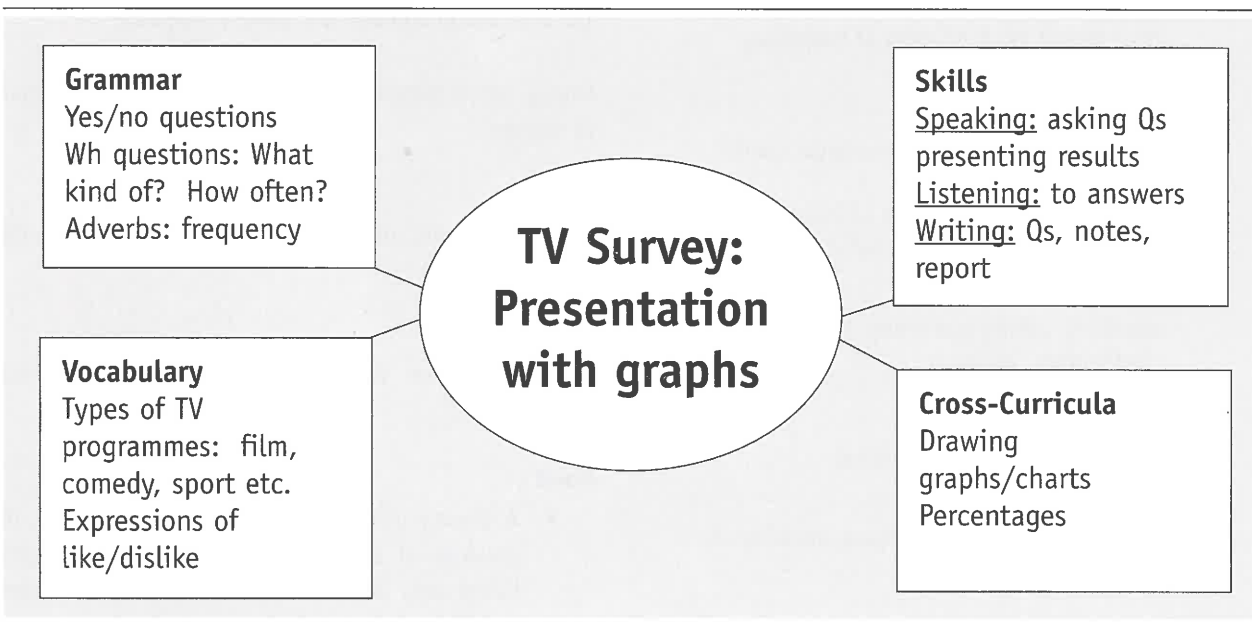 Grammar
Yes/no questions
Wh questions: What
kind of? How often?
Adverbs: frequency
Skills
Speaking: asking Qs
presenting results
Listening: to answers
Writing: Qs, notes,
report
TV Survey:
Presentation
with graphs
Vocabulary
Types of TV
programmes: film,
comedy, sport etc.
Expressions of
like/dislike
Cross-Curricula
Drawing
graphs/charts
Percentages